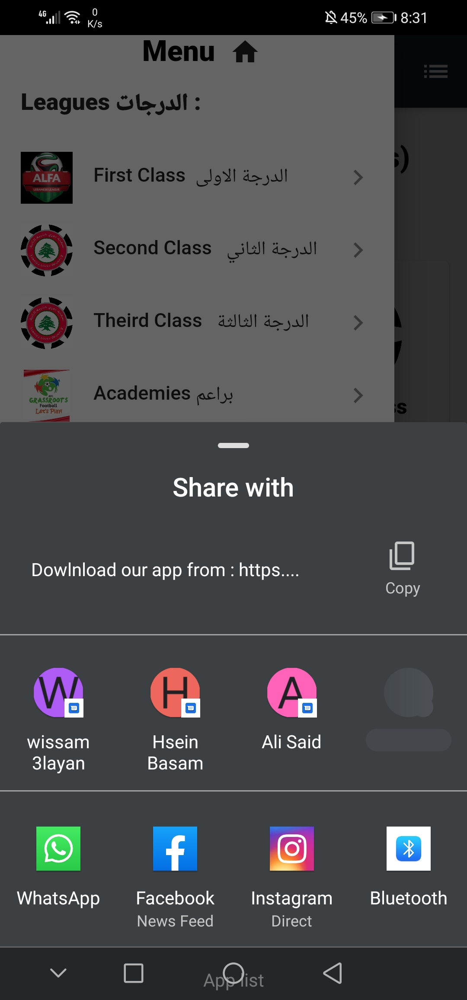 4G 0 K/s 45% 8:31
Menu
Leagues الدرجات :
s)
ALFA
LEBANESE LEAGUE
First Class الدرجة الاولى
Second Class الدرجة الثاني
Theird Class الدرجة الثالثة
AFC
GRASSROOTS
Football
Let's Play!
Academies براعم
ss
Share with
Dowlnload our app from : https....
Copy
W
H
A
wissam 3layan
Hsein Basam
Ali Said
WhatsApp
Facebook
News Feed
Instagram
Direct
Bluetooth
App list